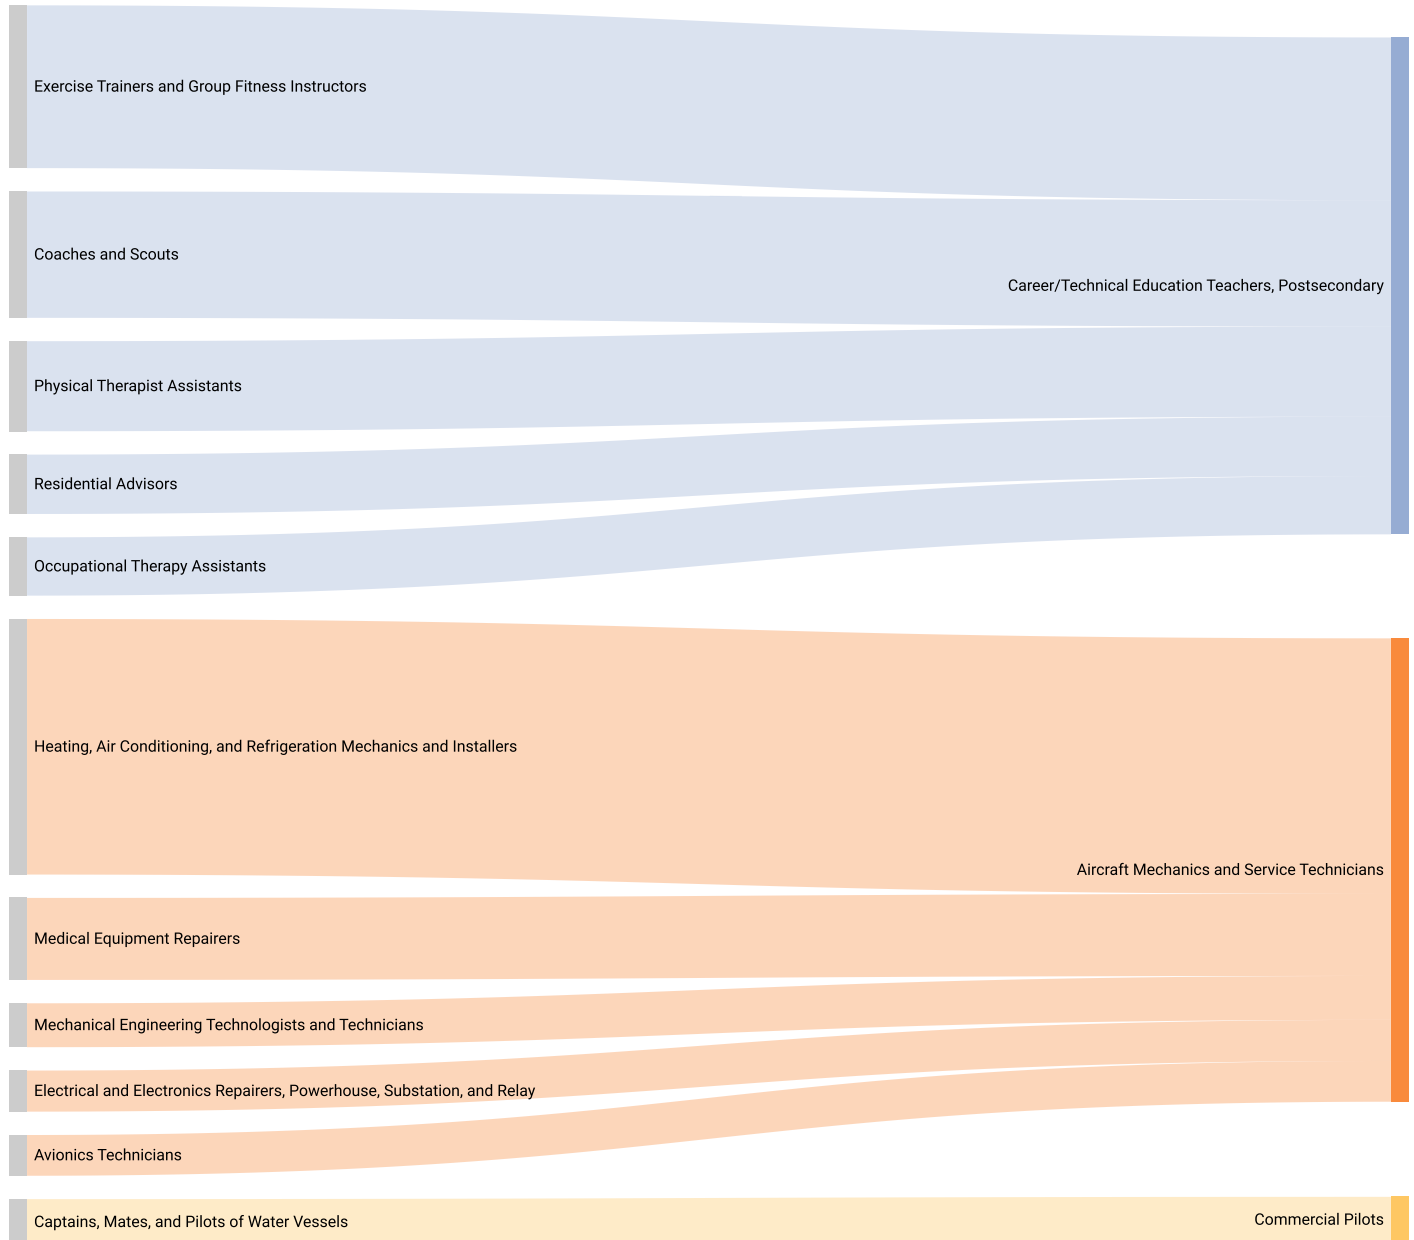 Exercise Trainers and Group Fitness Instructors
Coaches and Scouts
Career/Technical Education Teachers, Postsecondary
Physical Therapist Assistants
Residential Advisors
Occupational Therapy Assistants
Heating, Air Conditioning, and Refrigeration Mechanics and Installers
Aircraft Mechanics and Service Technicians
Medical Equipment Repairers
Mechanical Engineering Technologists and Technicians
Electrical and Electronics Repairers, Powerhouse, Substation, and Relay
Avionics Technicians
Captains, Mates, and Pilots of Water Vessels
Commercial Pilots